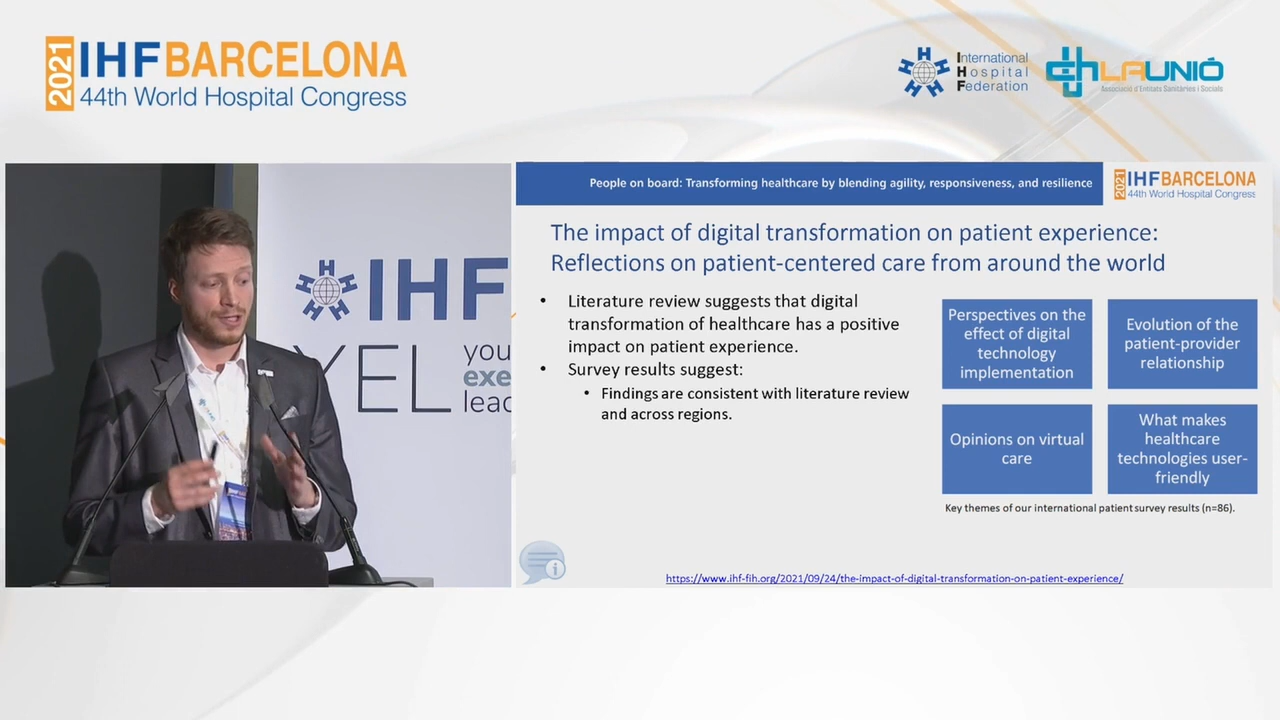 2021 IHFBARCELONA
44th World Hospital Congress
International
Hospital
Federation
LAUNIÓ
Associació d'Entitats Sanitàries i Socials
IHF
YEL
you
exe
leac
People on board: Transforming healthcare by blending agility, responsiveness, and resilience
2021 IHFBARCELONA
44th World Hospital Congress
The impact of digital transformation on patient experience:
Reflections on patient-centered care from around the world
• Literature review suggests that digital
transformation of healthcare has a positive
impact on patient experience.
• Survey results suggest:
• Findings are consistent with literature review
and across regions.
Perspectives on the
effect of digital
technology
implementation
Evolution of the
patient-provider
relationship
Opinions on virtual
care
What makes
healthcare
technologies user-
friendly
Key themes of our international patient survey results (n=86).
https://www.ihf-fih.org/2021/09/24/the-impact-of-digital-transformation-on-patient-experience/